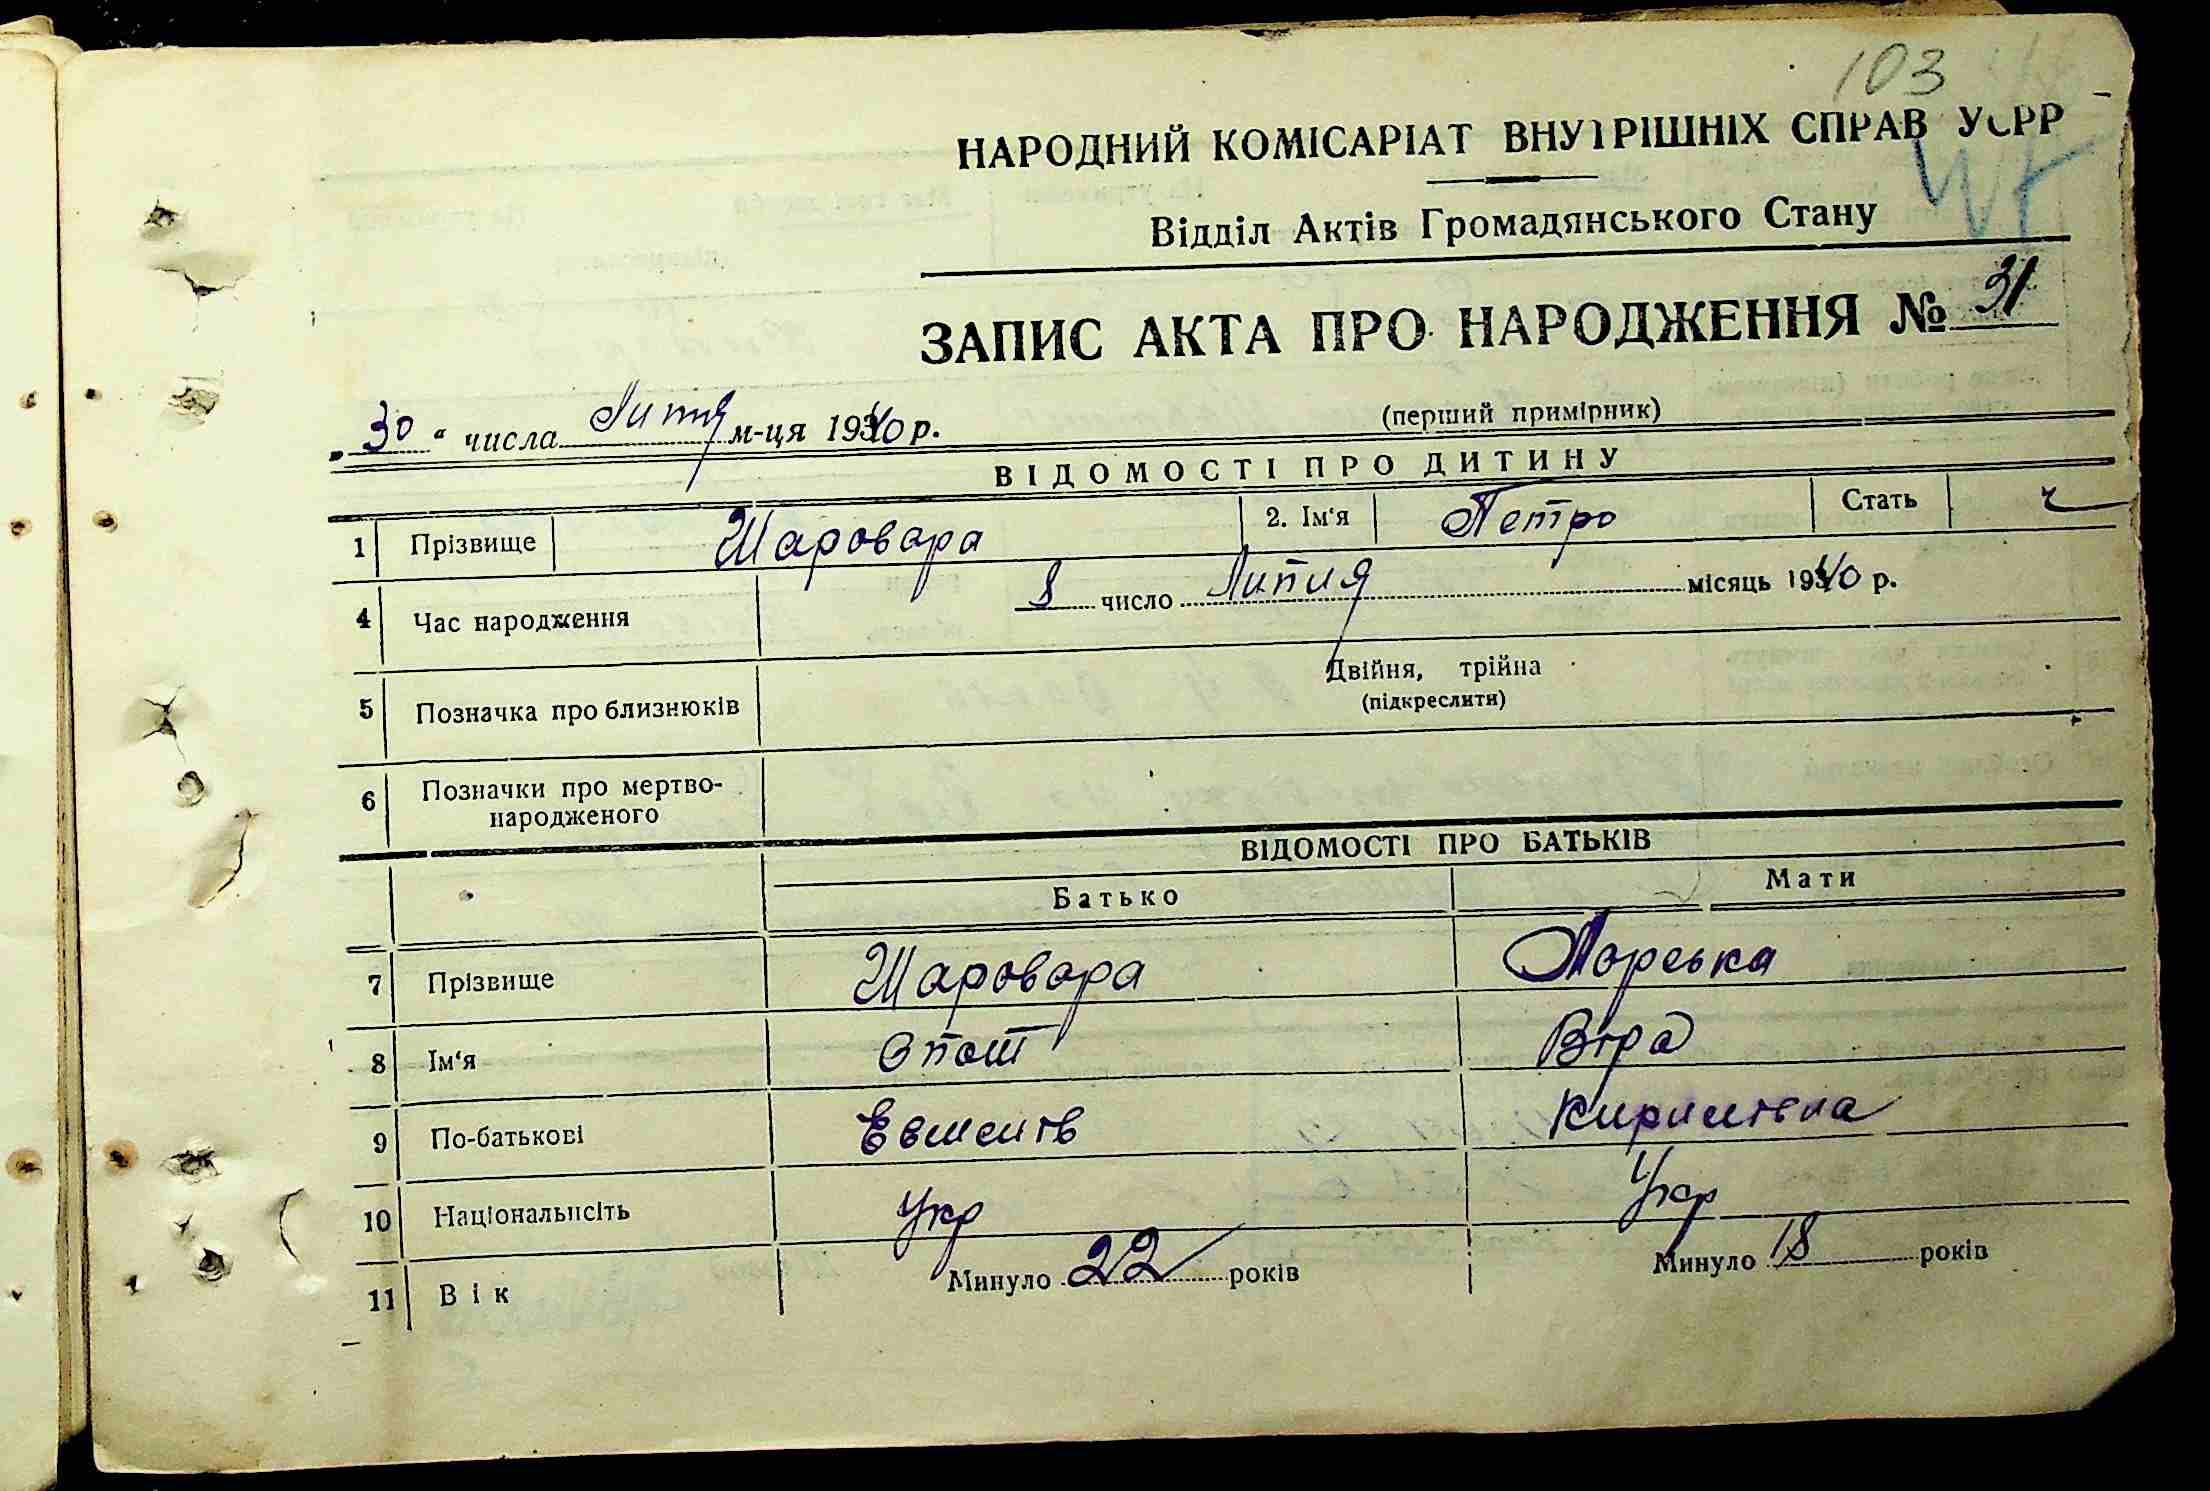 103
НАРОДНИЙ КОМІСАРІАТ ВНУТРІШНІХ СПРАВ УСРР
Відділ Актів Громадянського Стану
ЗАПИС АКТА ПРО НАРОДЖЕННЯ № 31
„30“ числа Липня м-ця 1940 р. (перший примірник)
ВІДОМОСТІ ПРО ДИТИНУ
1 Прізвище Шаровара 2. Ім'я Петро Стать ч
4 Час народження 8 число Липня місяць 1940 р.
5 Позначка про близнюків Двійня, трійна
(підкреслити)
6 Позначки про мертво-
народженого
ВІДОМОСТІ ПРО БАТЬКІВ
Батько Мати
7 Прізвище Шаровара
8 Ім'я Віра
9 По-батькові
10 Національність Укр Укр
11 Вік Минуло 22 років Минуло 18 років